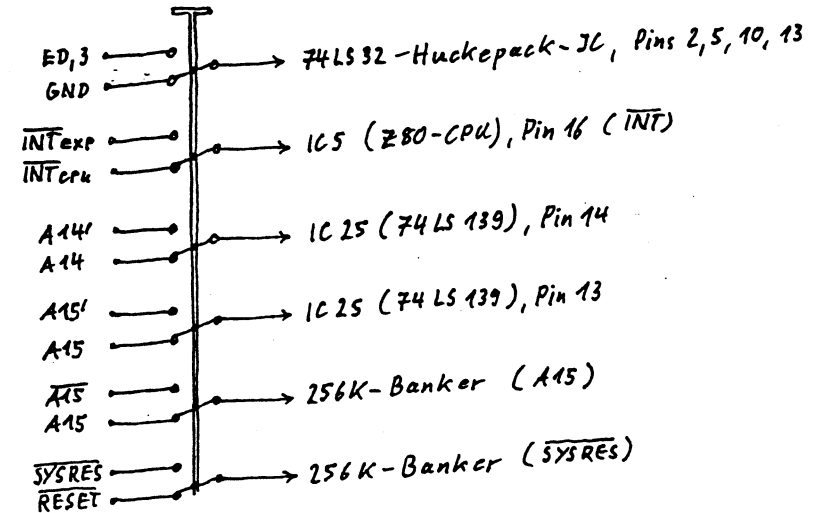 ED,3
GND
74LS32-Huckepack-IC, Pins 2,5,10,13
INTexp
INTcpu
IC5 (Z80-CPU), Pin 16 (INT)
A14'
A14
IC25 (74LS139), Pin 14
A15'
A15
IC25 (74LS139), Pin 13
A15
A15
256K-Banker (A15)
SYSRES
RESET
256K-Banker (SYSRES)